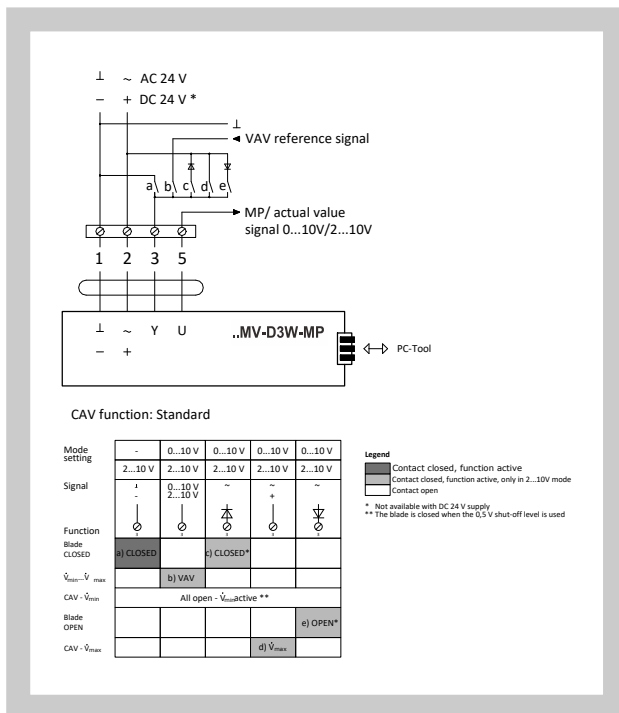 ⊥ ~ AC 24 V
– + DC 24 V *
⊥
VAV reference signal
a b c d e
MP/ actual value
signal 0...10V/2...10V
1 2 3 5
⊥ ~ Y U ..MV-D3W-MP
– +
PC-Tool
CAV function: Standard
Mode setting - 0...10 V 0...10 V 0...10 V 0...10 V
2...10 V 2...10 V 2...10 V 2...10 V 2...10 V
Signal ⊥ 0...10 V ~ ~ ~
- 2...10 V +
Function 3 3 3 3 3
Blade CLOSED a) CLOSED c) CLOSED*
V̇min...V̇ max b) VAV
CAV - V̇min All open - V̇min active **
Blade OPEN e) OPEN*
CAV - V̇max d) V̇max
Legend
Contact closed, function active
Contact closed, function active, only in 2...10V mode
Contact open
* Not available with DC 24 V supply
** The blade is closed when the 0,5 V shut-off level is used